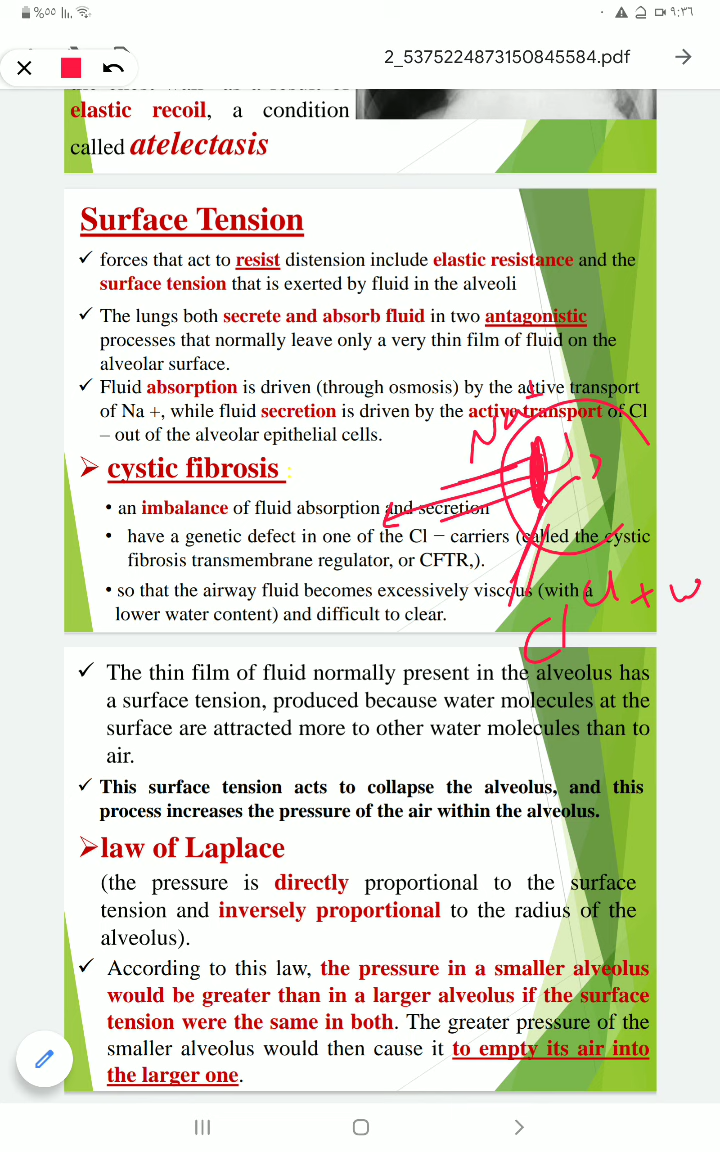 %٥٥
٩:٣٦
2_5375224873150845584.pdf
elastic recoil, a condition
called atelectasis
Surface Tension
✓ forces that act to resist distension include elastic resistance and the
surface tension that is exerted by fluid in the alveoli
✓ The lungs both secrete and absorb fluid in two antagonistic
processes that normally leave only a very thin film of fluid on the
alveolar surface.
✓ Fluid absorption is driven (through osmosis) by the active transport
of Na +, while fluid secretion is driven by the active transport of Cl
– out of the alveolar epithelial cells.
Na+
➢ cystic fibrosis :
• an imbalance of fluid absorption and secretion
• have a genetic defect in one of the Cl − carriers (called the cystic
fibrosis transmembrane regulator, or CFTR,).
• so that the airway fluid becomes excessively viscous (with a
lower water content) and difficult to clear.
Cl
✓ The thin film of fluid normally present in the alveolus has
a surface tension, produced because water molecules at the
surface are attracted more to other water molecules than to
air.
✓ This surface tension acts to collapse the alveolus, and this
process increases the pressure of the air within the alveolus.
➢law of Laplace
(the pressure is directly proportional to the surface
tension and inversely proportional to the radius of the
alveolus).
✓ According to this law, the pressure in a smaller alveolus
would be greater than in a larger alveolus if the surface
tension were the same in both. The greater pressure of the
smaller alveolus would then cause it to empty its air into
the larger one.